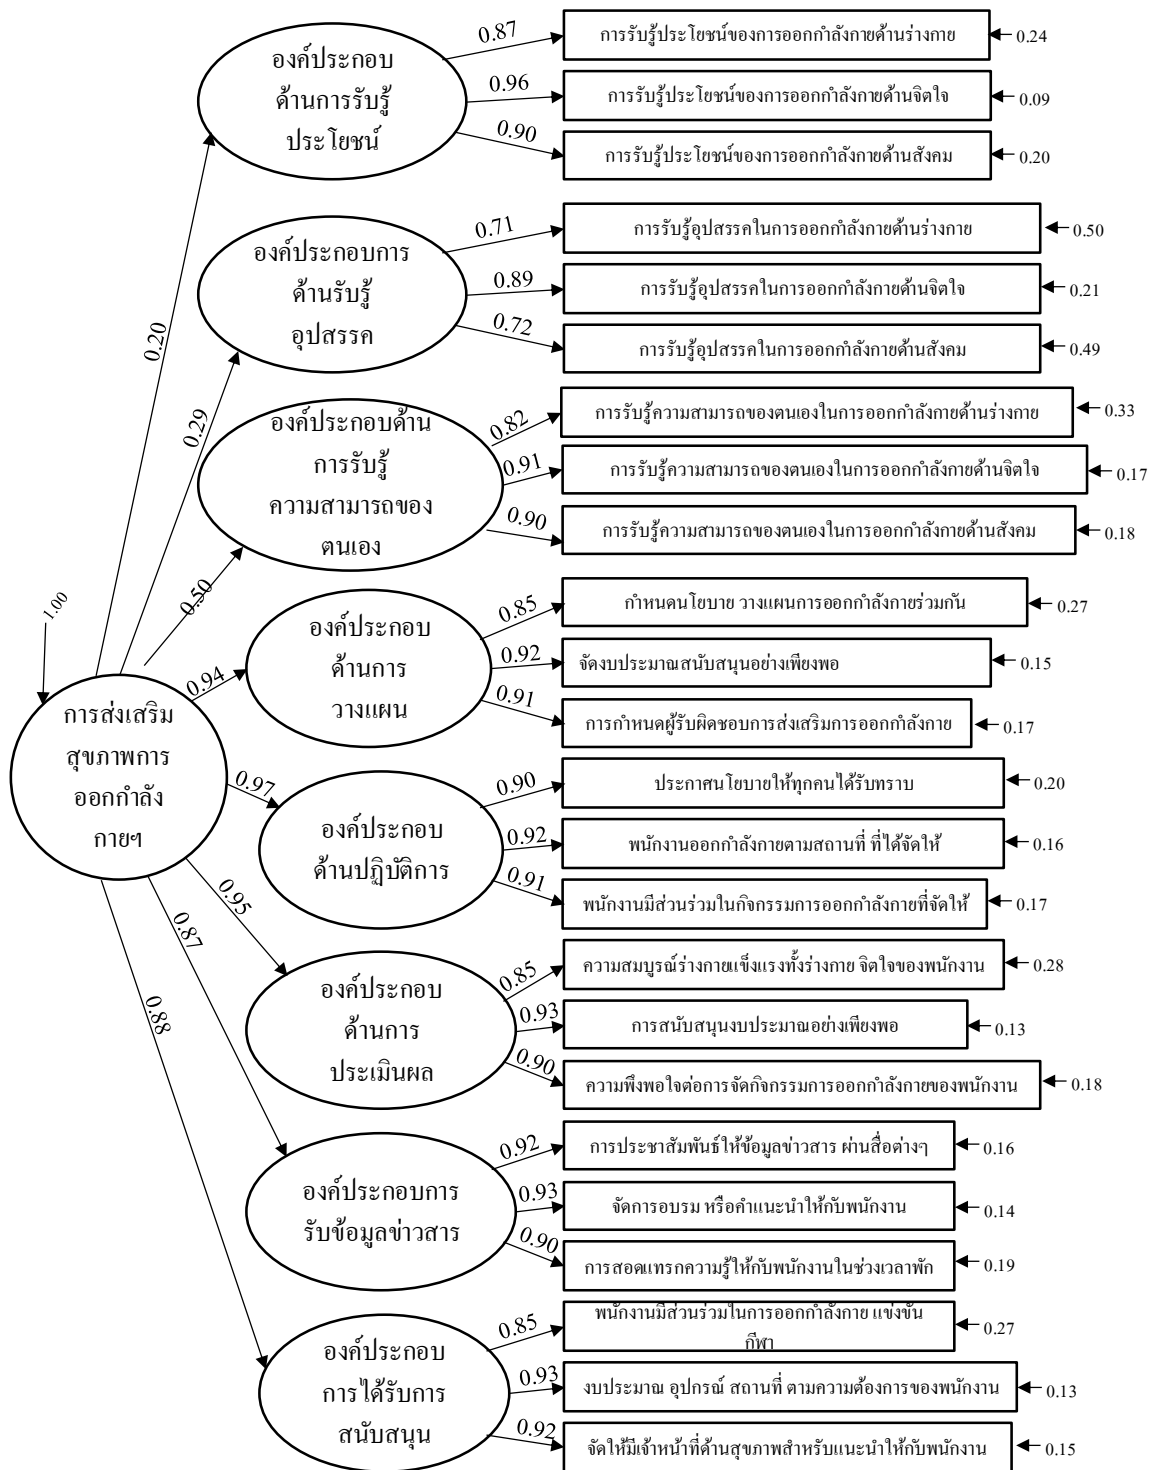 องค์ประกอบ
ด้านการรับรู้
ประโยชน์
0.87
การรับรู้ประโยชน์ของการออกกำลังกายด้านร่างกาย
0.24
0.96
การรับรู้ประโยชน์ของการออกกำลังกายด้านจิตใจ
0.09
0.90
การรับรู้ประโยชน์ของการออกกำลังกายด้านสังคม
0.20
0.20
องค์ประกอบการ
ด้านรับรู้
อุปสรรค
0.71
การรับรู้อุปสรรคในการออกกำลังกายด้านร่างกาย
0.50
0.89
การรับรู้อุปสรรคในการออกกำลังกายด้านจิตใจ
0.21
0.72
การรับรู้อุปสรรคในการออกกำลังกายด้านสังคม
0.49
0.29
องค์ประกอบด้าน
การรับรู้
ความสามารถของ
ตนเอง
0.82
การรับรู้ความสามารถของตนเองในการออกกำลังกายด้านร่างกาย
0.33
0.91
การรับรู้ความสามารถของตนเองในการออกกำลังกายด้านจิตใจ
0.17
0.90
การรับรู้ความสามารถของตนเองในการออกกำลังกายด้านสังคม
0.18
0.50
1.00
การส่งเสริม
สุขภาพการ
ออกกำลัง
กายฯ
0.94
องค์ประกอบ
ด้านการ
วางแผน
0.85
กำหนดนโยบาย วางแผนการออกกำลังกายร่วมกัน
0.27
0.92
จัดงบประมาณสนับสนุนอย่างเพียงพอ
0.15
0.91
การกำหนดผู้รับผิดชอบการส่งเสริมการออกกำลังกาย
0.17
0.97
องค์ประกอบ
ด้านปฏิบัติการ
0.90
ประกาศนโยบายให้ทุกคนได้รับทราบ
0.20
0.92
พนักงานออกกำลังกายตามสถานที่ ที่ได้จัดให้
0.16
0.91
พนักงานมีส่วนร่วมในกิจกรรมการออกกำลังกายที่จัดให้
0.17
0.95
องค์ประกอบ
ด้านการ
ประเมินผล
0.85
ความสมบูรณ์ร่างกายแข็งแรงทั้งร่างกาย จิตใจของพนักงาน
0.28
0.93
การสนับสนุนงบประมาณอย่างเพียงพอ
0.13
0.90
ความพึงพอใจต่อการจัดกิจกรรมการออกกำลังกายของพนักงาน
0.18
0.87
องค์ประกอบการ
รับข้อมูลข่าวสาร
0.92
การประชาสัมพันธ์ให้ข้อมูลข่าวสาร ผ่านสื่อต่างๆ
0.16
0.93
จัดการอบรม หรือคำแนะนำให้กับพนักงาน
0.14
0.90
การสอดแทรกความรู้ให้กับพนักงานในช่วงเวลาพัก
0.19
0.88
องค์ประกอบ
การได้รับการ
สนับสนุน
0.85
พนักงานมีส่วนร่วมในการออกกำลังกาย แข่งขัน
กีฬา
0.27
0.93
งบประมาณ อุปกรณ์ สถานที่ ตามความต้องการของพนักงาน
0.13
0.92
จัดให้มีเจ้าหน้าที่ด้านสุขภาพสำหรับแนะนำให้กับพนักงาน
0.15